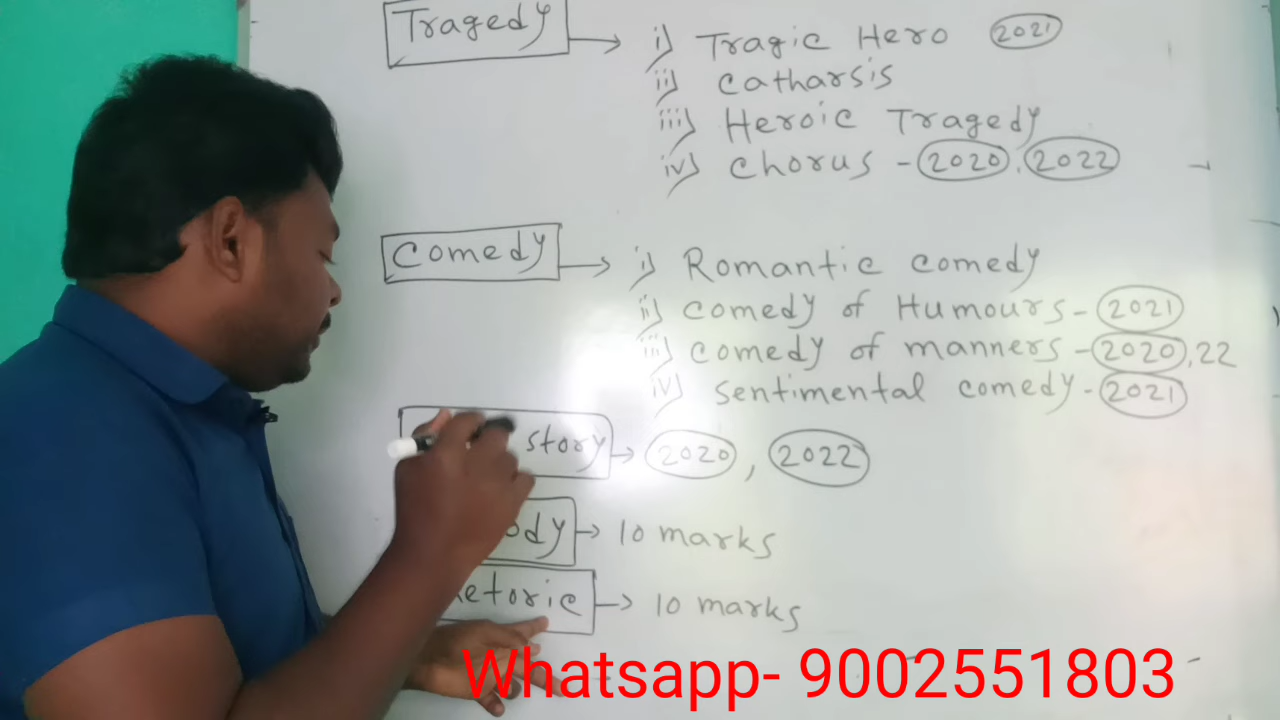 Tragedy → i) Tragic Hero 2021
ii) catharsis
iii) Heroic Tragedy
iv) chorus - 2020, 2022
Comedy → i) Romantic comedy
ii) comedy of Humours - 2021
iii) comedy of manners - 2020, 22
iv) sentimental comedy - 2021
story → 2020, 2022
→ 10 marks
→ 10 marks
Whatsapp- 9002551803